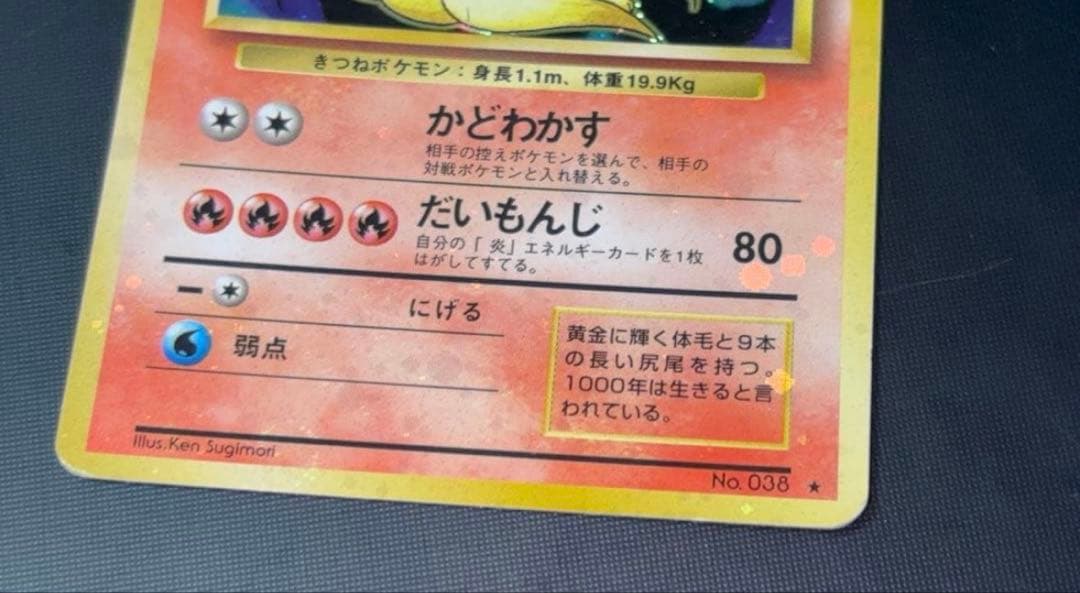 きつねポケモン：身長1.1m、体重19.9Kg
かどわかす
相手の控えポケモンを選んで、相手の
対戦ポケモンと入れ替える。
だいもんじ 80
自分の「炎」エネルギーカードを1枚
はがしてすてる。
にげる
弱点
黄金に輝く体毛と9本
の長い尻尾を持つ。
1000年は生きると言
われている。
Illus.Ken Sugimori
No. 038 ★